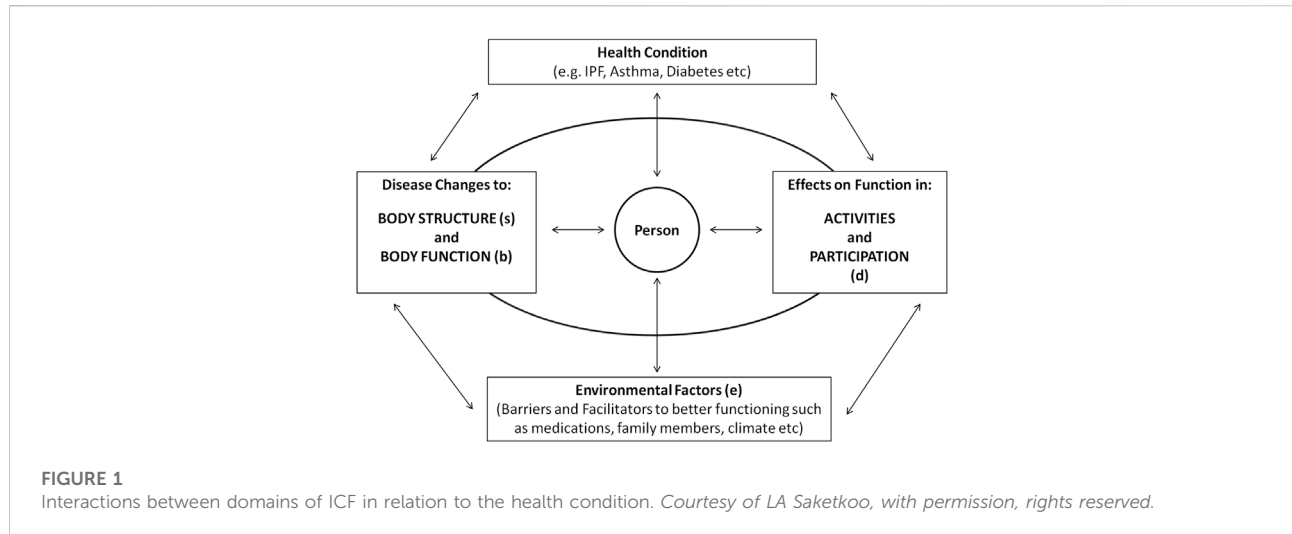 Health Condition
(e.g. IPF, Asthma, Diabetes etc)
Disease Changes to:
BODY STRUCTURE (s)
and
BODY FUNCTION (b)
Person
Effects on Function in:
ACTIVITIES
and
PARTICIPATION
(d)
Environmental Factors (e)
(Barriers and Facilitators to better functioning such
as medications, family members, climate etc)
FIGURE 1
Interactions between domains of ICF in relation to the health condition. Courtesy of LA Saketkoo, with permission, rights reserved.